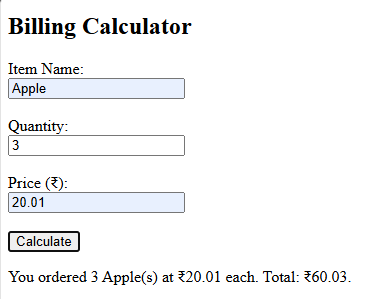 Billing Calculator
Item Name:
Apple
Quantity:
3
Price (₹):
20.01
Calculate
You ordered 3 Apple(s) at ₹20.01 each. Total: ₹60.03.